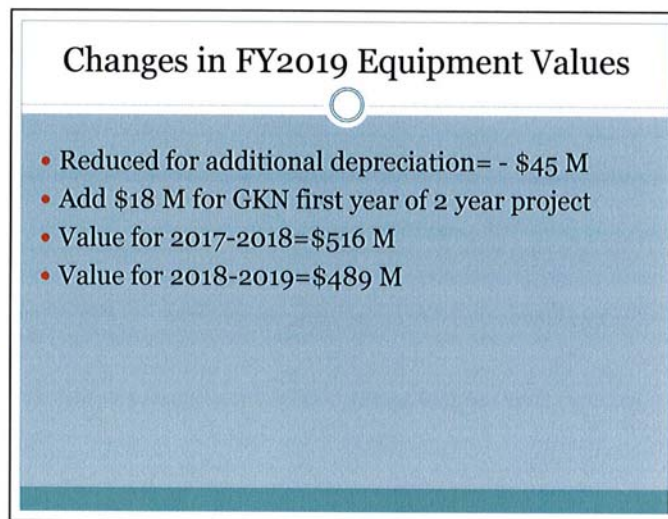 Changes in FY2019 Equipment Values
• Reduced for additional depreciation= - $45 M
• Add $18 M for GKN first year of 2 year project
• Value for 2017-2018=$516 M
• Value for 2018-2019=$489 M